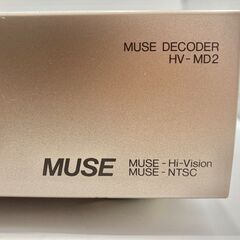 MUSE DECODER
HV-MD2
MUSE
MUSE-Hi-Vision
MUSE-NTSC